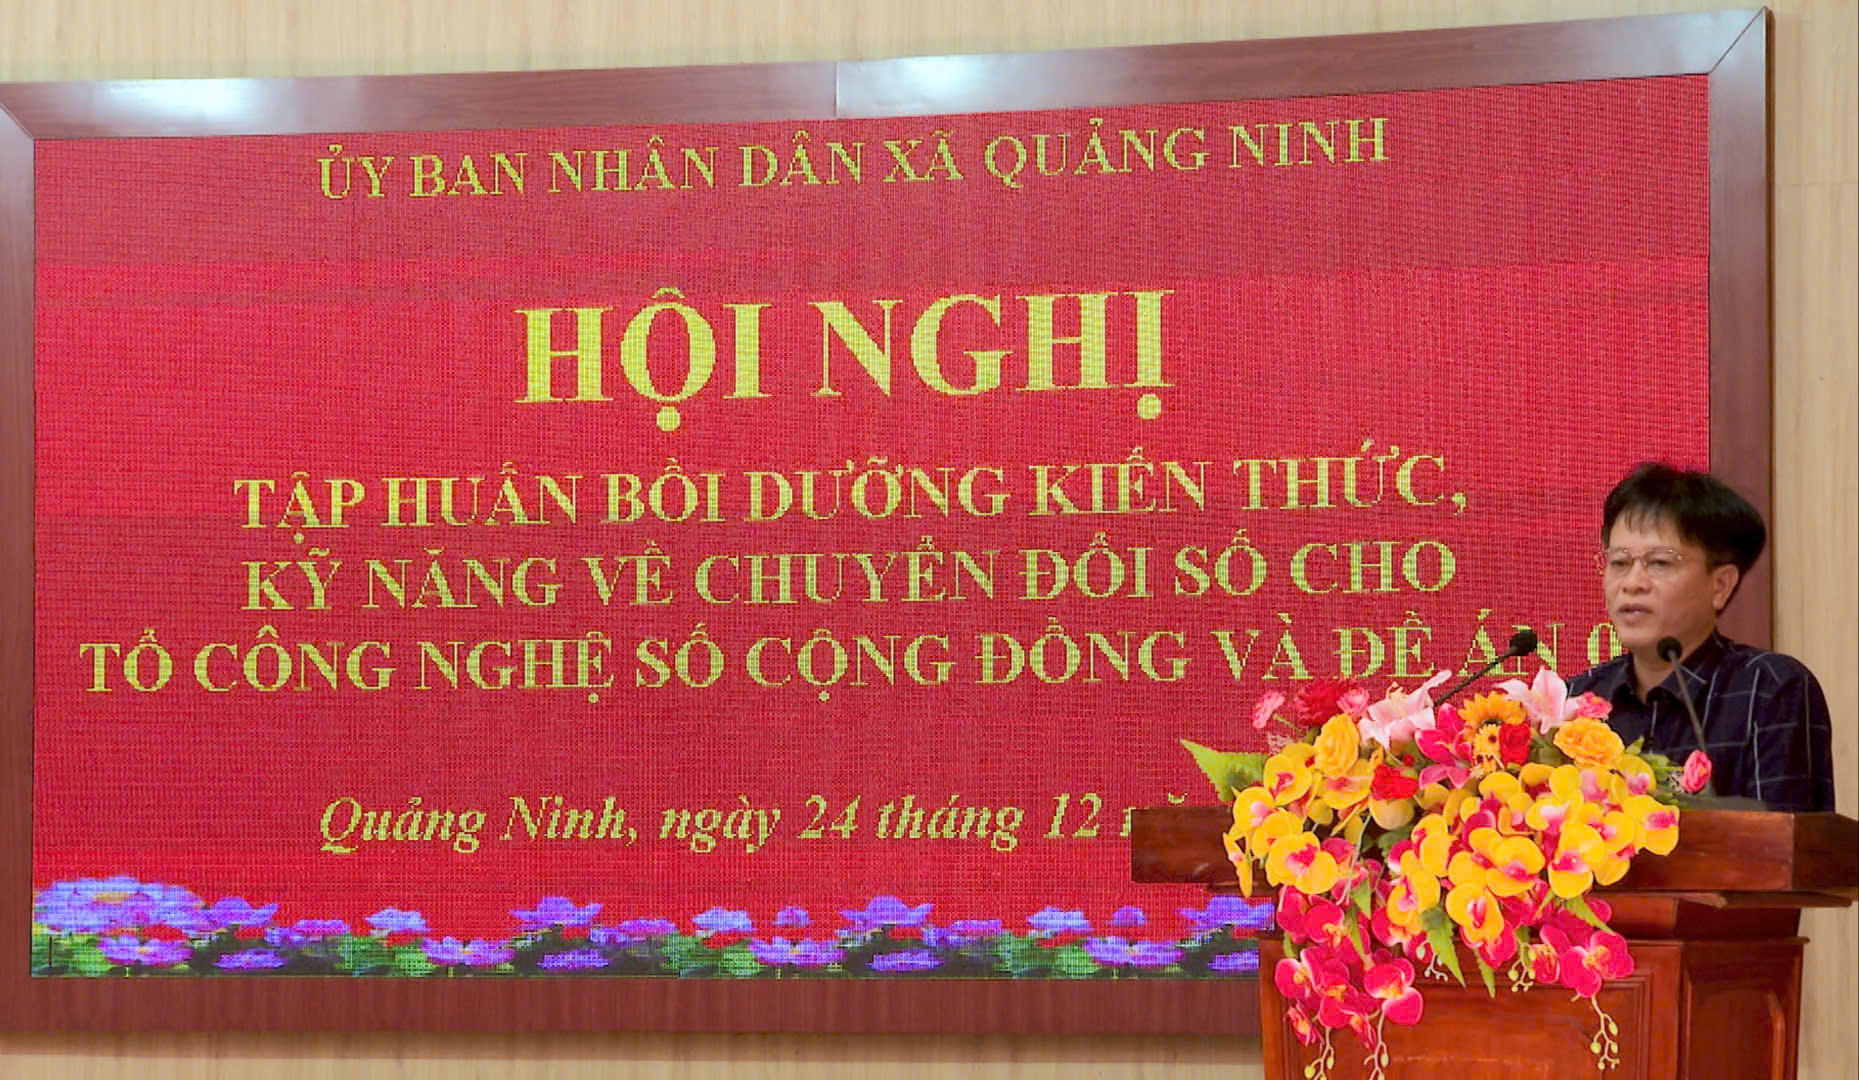 ỦY BAN NHÂN DÂN XÃ QUẢNG NINH
HỘI NGHỊ
TẬP HUẤN BỒI DƯỠNG KIẾN THỨC,
KỸ NĂNG VỀ CHUYỂN ĐỔI SỐ CHO
TỔ CÔNG NGHỆ SỐ CỘNG ĐỒNG VÀ ĐỀ ÁN 0
Quảng Ninh, ngày 24 tháng 12